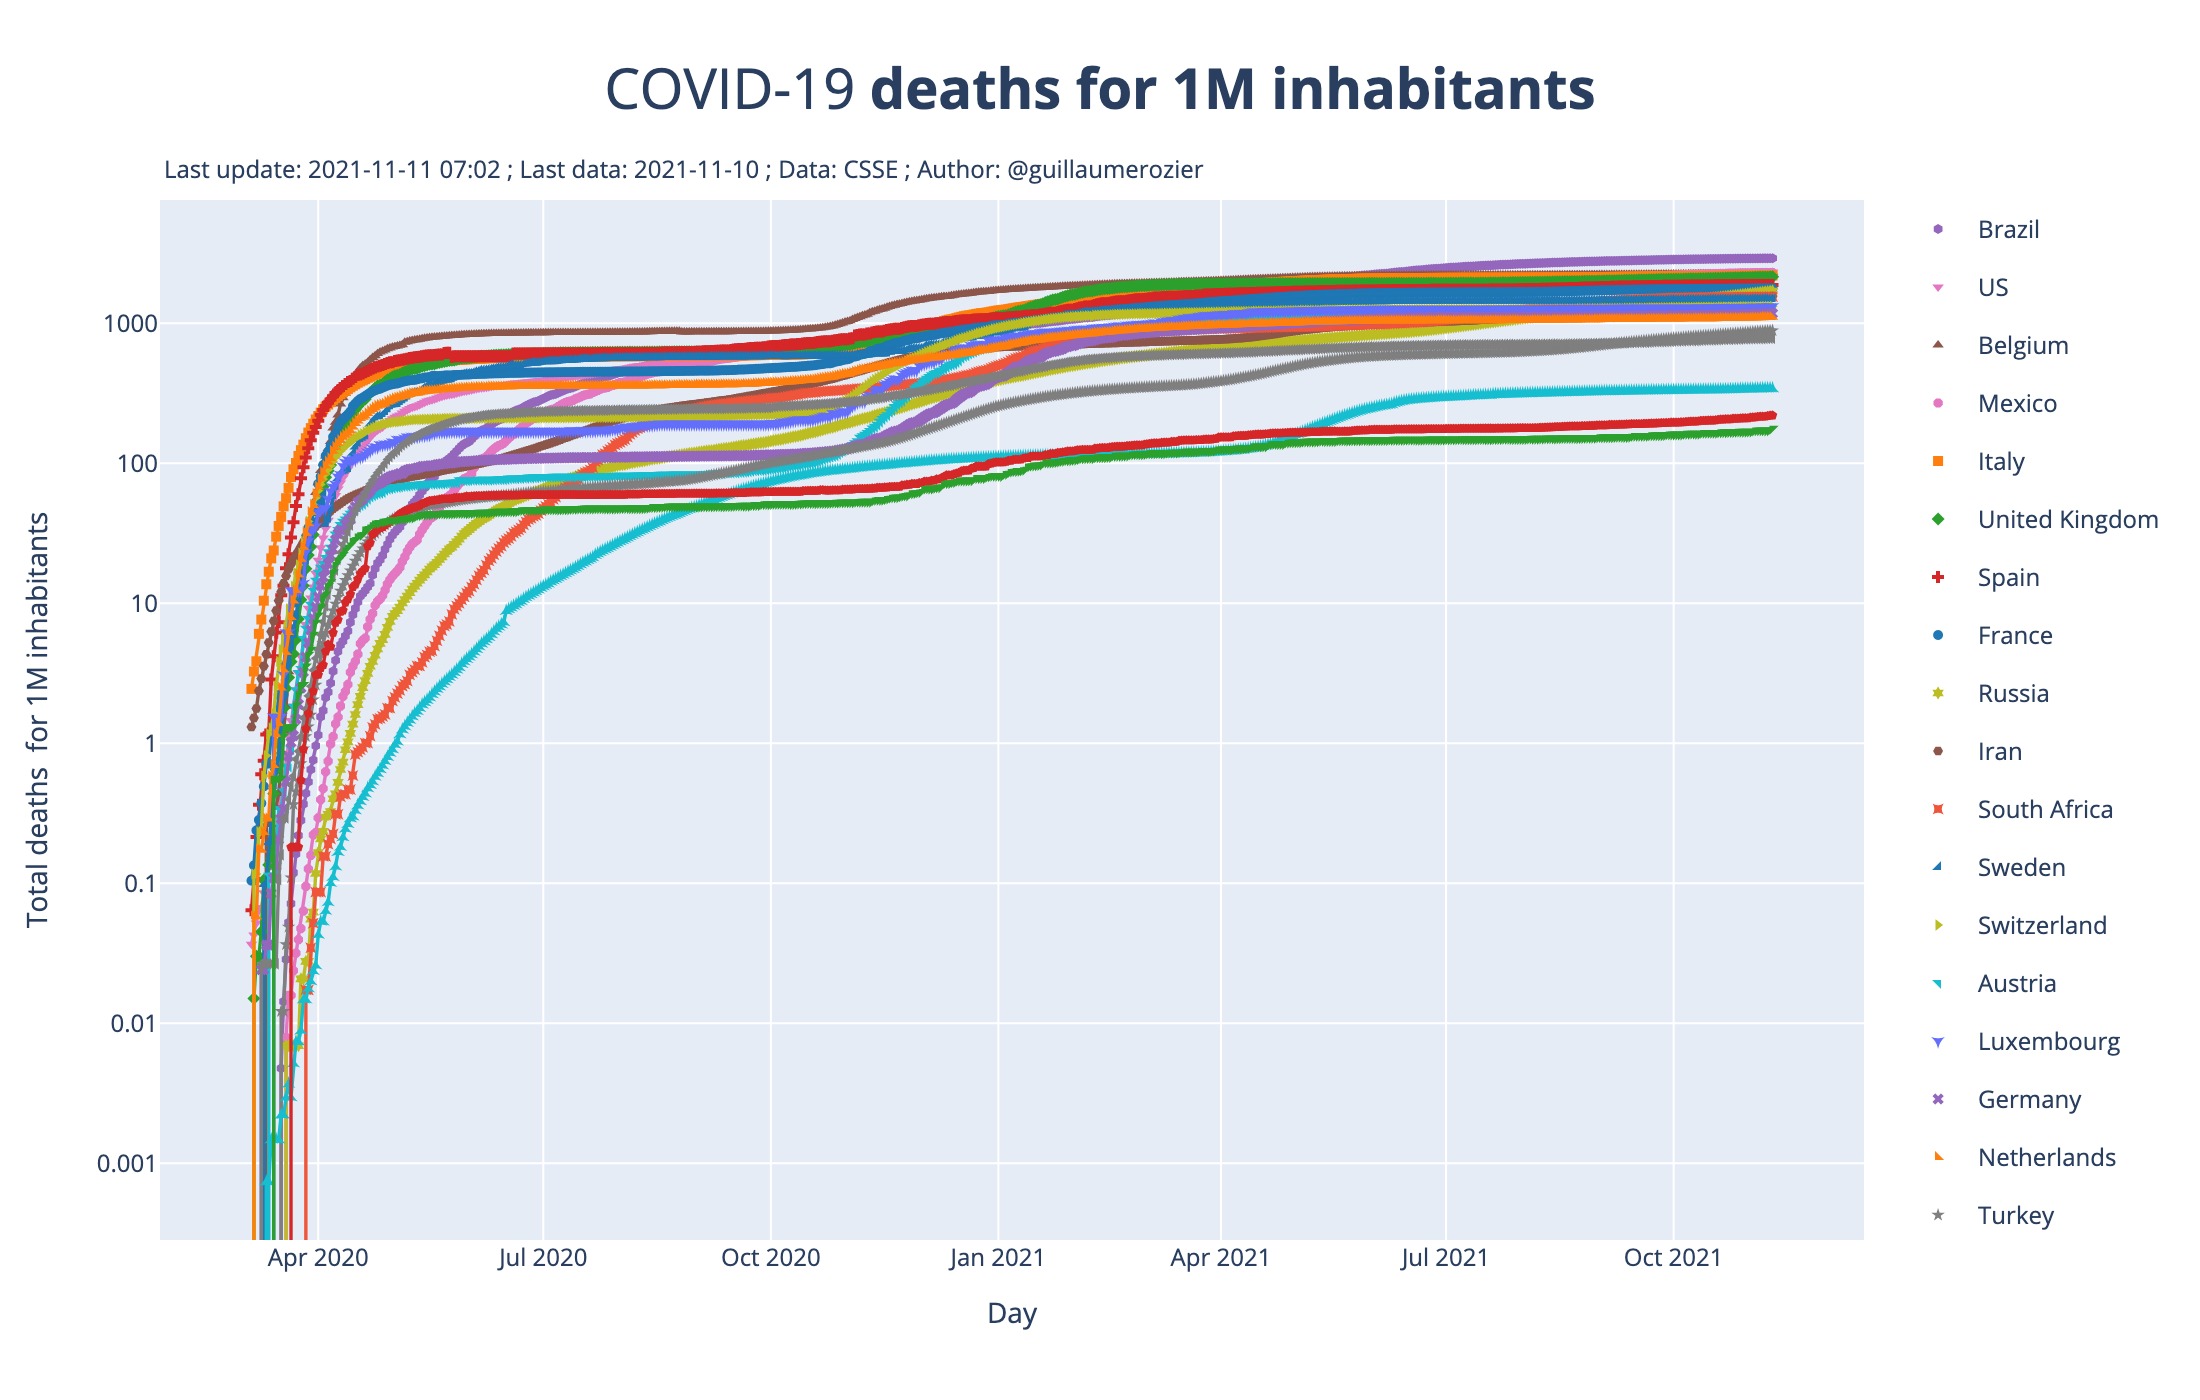 COVID-19 deaths for 1M inhabitants
Last update: 2021-11-11 07:02 ; Last data: 2021-11-10 ; Data: CSSE ; Author: @guillaumerozier
Total deaths for 1M inhabitants
1000
100
10
1
0.1
0.01
0.001
Apr 2020
Jul 2020
Oct 2020
Jan 2021
Apr 2021
Jul 2021
Oct 2021
Day
Brazil
US
Belgium
Mexico
Italy
United Kingdom
Spain
France
Russia
Iran
South Africa
Sweden
Switzerland
Austria
Luxembourg
Germany
Netherlands
Turkey